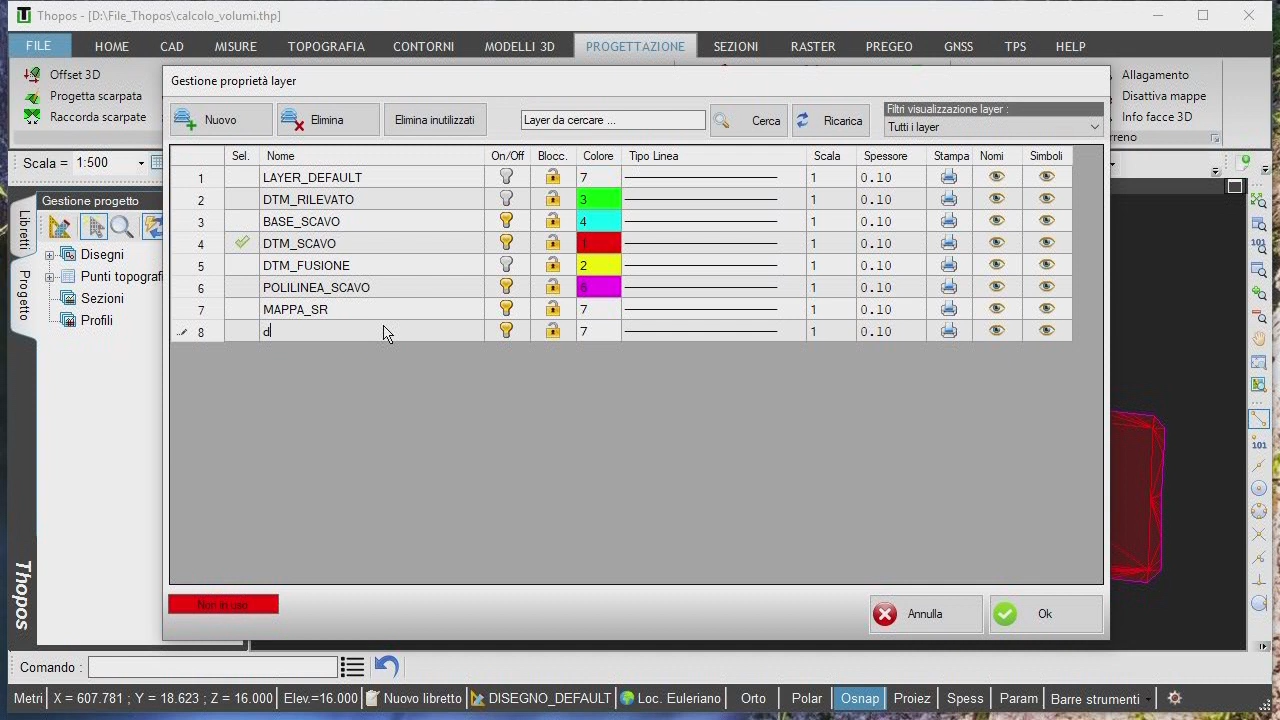 Thopos - [D:\File_Thopos\calcolo_volumi.thp]
FILE HOME CAD MISURE TOPOGRAFIA CONTORNI MODELLI 3D PROGETTAZIONE SEZIONI RASTER PREGEO GNSS TPS HELP
Offset 3D
Progetta scarpata
Raccorda scarpate
Allagamento
Disattiva mappe
Info facce 3D
rreno
Scala = 1:500
Gestione progetto
Libretti
Progetto
Disegni
Punti topografi
Sezioni
Profili
Thopos
Gestione proprietà layer
Nuovo Elimina Elimina inutilizzati Layer da cercare ... Cerca Ricarica
Filtri visualizzazione layer :
Tutti i layer
Sel. Nome On/Off Blocc. Colore Tipo Linea Scala Spessore Stampa Nomi Simboli
1 LAYER_DEFAULT 7 1 0.10
2 DTM_RILEVATO 3 1 0.10
3 BASE_SCAVO 4 1 0.10
4 DTM_SCAVO 1 1 0.10
5 DTM_FUSIONE 2 1 0.10
6 POLILINEA_SCAVO 6 1 0.10
7 MAPPA_SR 7 1 0.10
8 d 7 1 0.10
Non in uso
Annulla Ok
101
101
Comando :
Metri X = 607.781 ; Y = 18.623 ; Z = 16.000 Elev.=16.000 Nuovo libretto DISEGNO_DEFAULT Loc. Euleriano Orto Polar Osnap Proiez Spess Param Barre strumenti